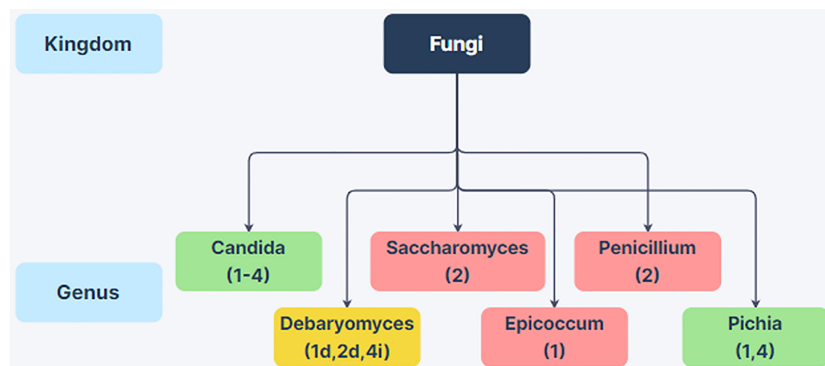 Kingdom
Fungi
Candida
(1-4)
Saccharomyces
(2)
Penicillium
(2)
Genus
Debaryomyces
(1d,2d,4i)
Epicoccum
(1)
Pichia
(1,4)